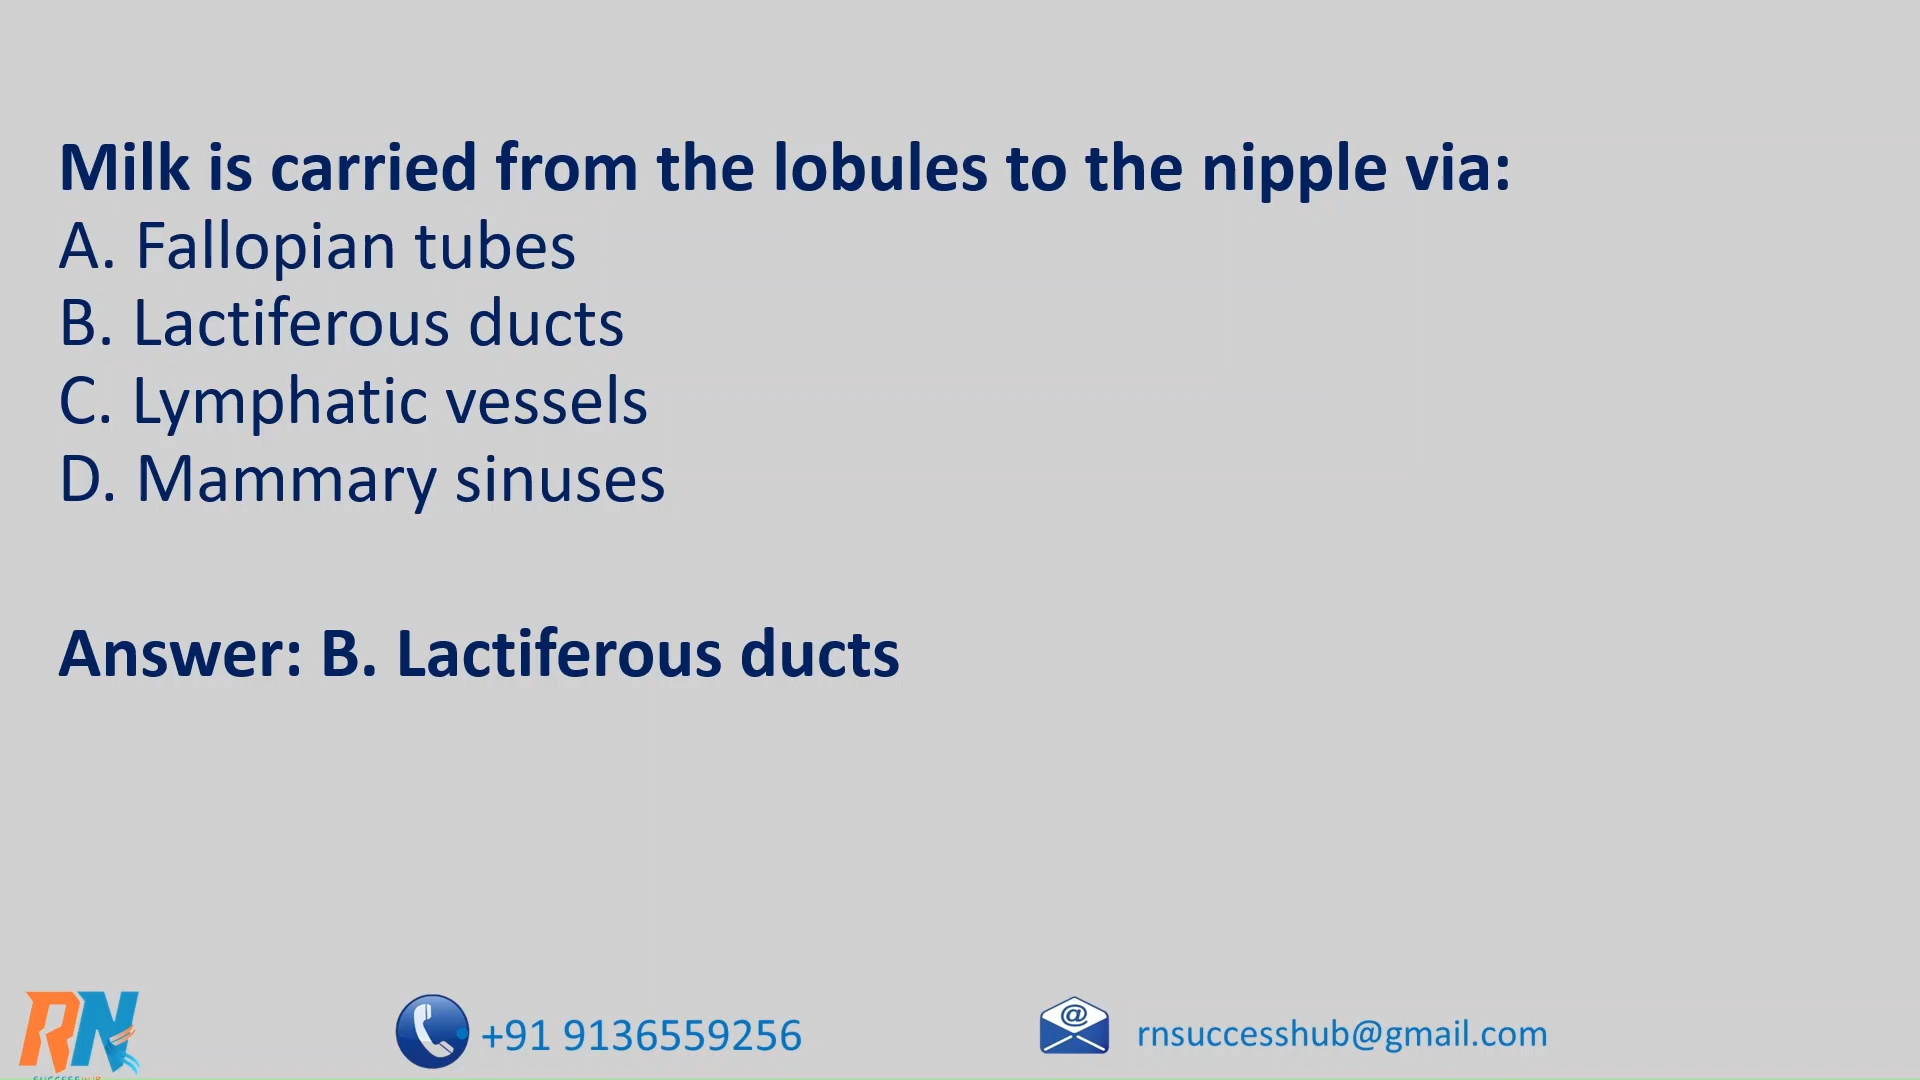 Milk is carried from the lobules to the nipple via:
A. Fallopian tubes
B. Lactiferous ducts
C. Lymphatic vessels
D. Mammary sinuses
Answer: B. Lactiferous ducts
RN
+91 9136559256
@
rnsuccesshub@gmail.com